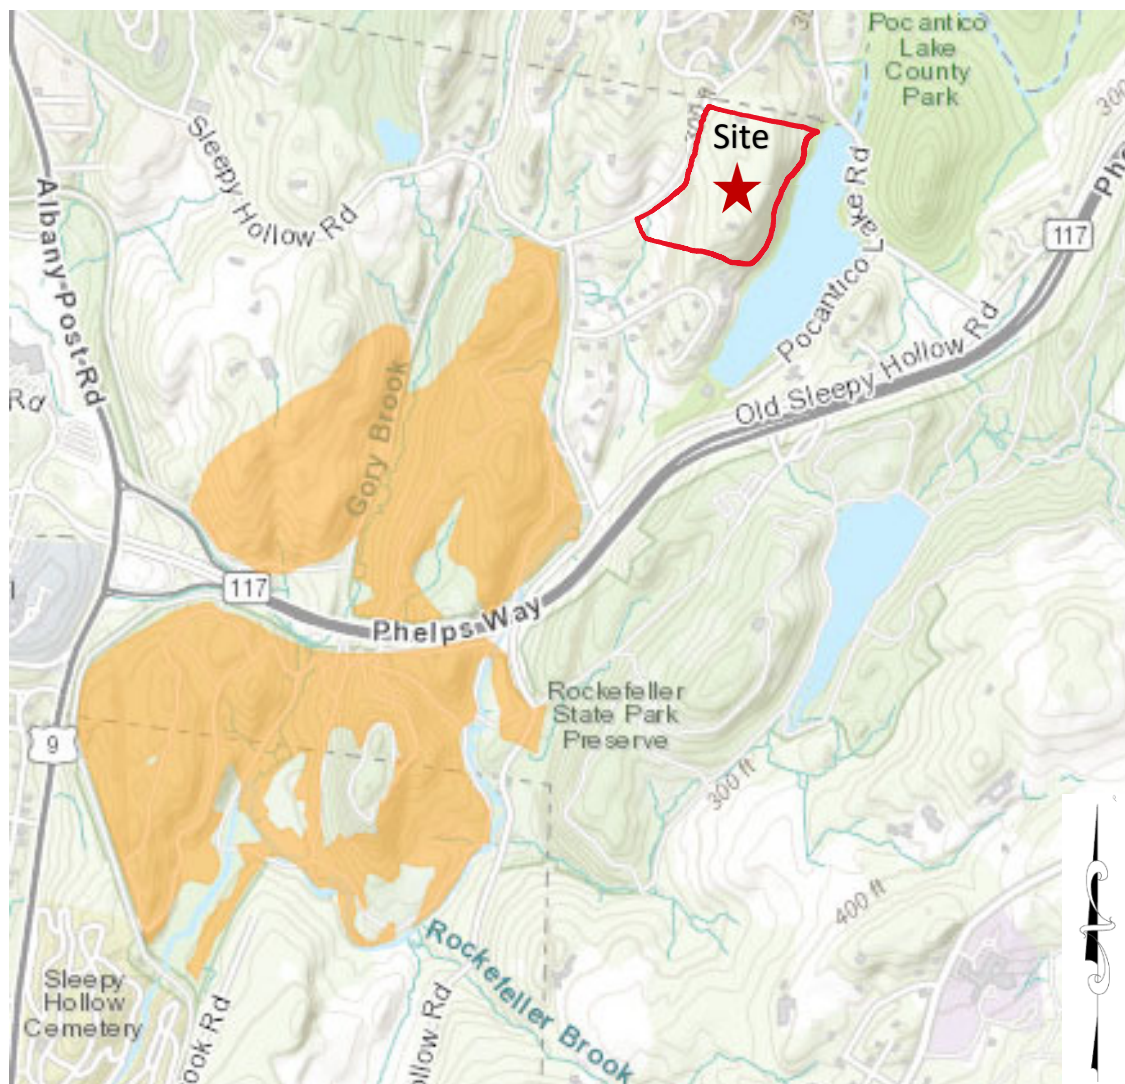 Pocantico
Lake
County
Park
300 ft
Site
Sleepy Hollow Rd
Albany Post Rd
Pocantico Lake Rd
117
300
Old Sleepy Hollow Rd
Rd
Gory Brook
117
Phelps Way
Rockefeller
State Park
Preserve
9
300 ft
400 ft
Rockefeller Brook
Sleepy
Hollow
Cemetery
ook Rd
ollow Rd